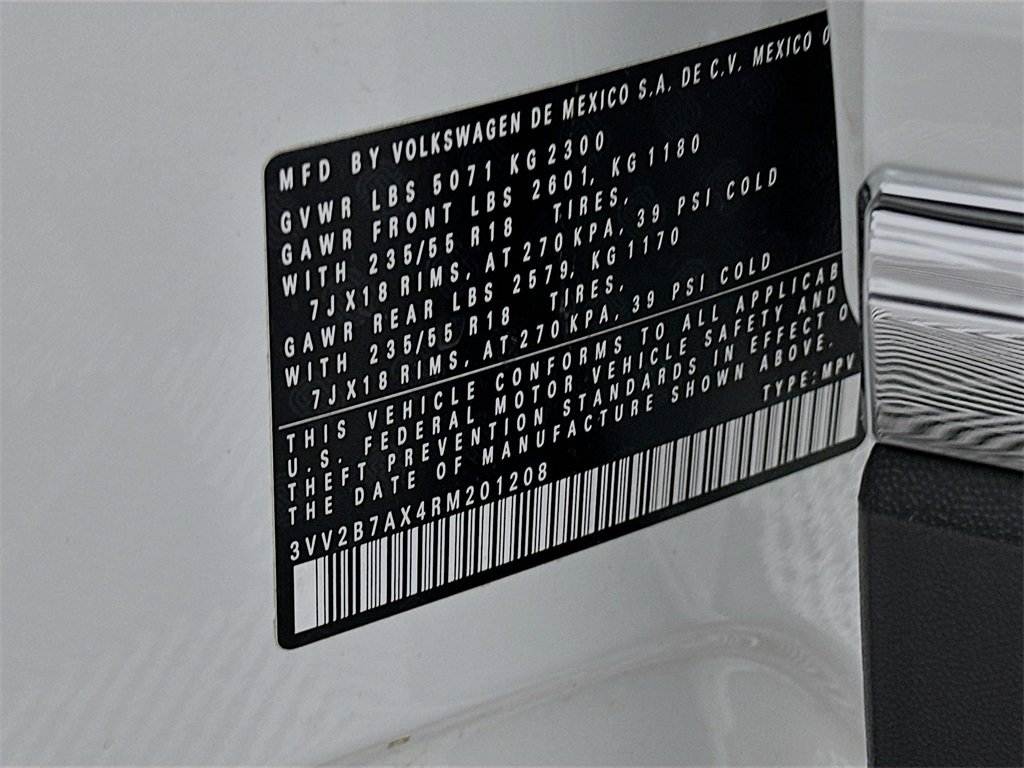 MFD BY VOLKSWAGEN DE MEXICO S.A. DE C.V. MEXICO
GVWR LBS 5071 KG 2300
GAWR FRONT LBS 2601, KG 1180
WITH 235/55 R18 TIRES,
7JX18 RIMS, AT 270 KPA, 39 PSI COLD
GAWR REAR LBS 2579, KG 1170
WITH 235/55 R18 TIRES,
7JX18 RIMS, AT 270 KPA, 39 PSI COLD
THIS VEHICLE CONFORMS TO ALL APPLICAB
U.S. FEDERAL MOTOR VEHICLE SAFETY AND
THEFT PREVENTION STANDARDS IN EFFECT O
THE DATE OF MANUFACTURE SHOWN ABOVE.
3VV2B7AX4RM201208 TYPE: MPV